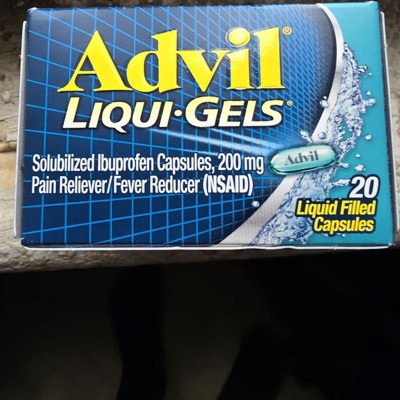 Advil®
LIQUI·GELS®
Solubilized Ibuprofen Capsules, 200 mg
Pain Reliever/Fever Reducer (NSAID)
Advil
20
Liquid Filled
Capsules